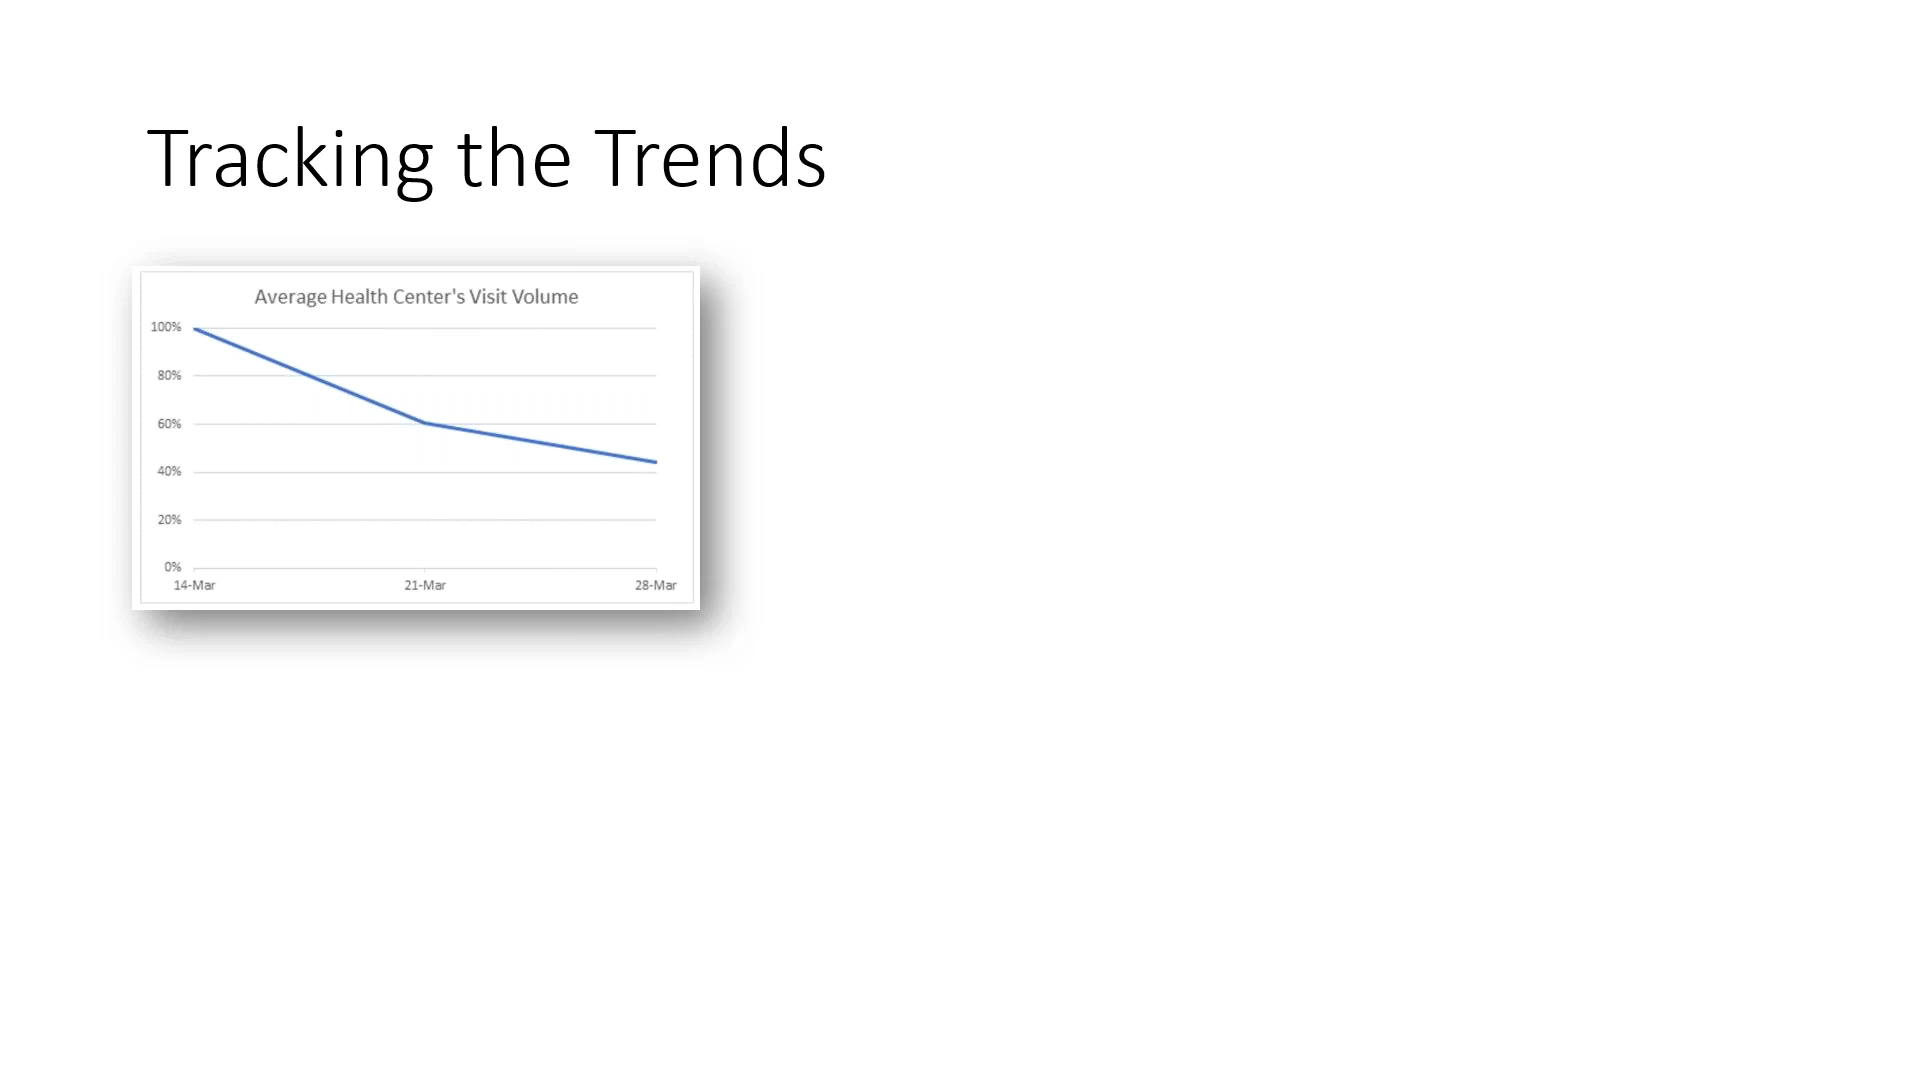 Tracking the Trends
Average Health Center's Visit Volume
100%
80%
60%
40%
20%
0%
14-Mar 21-Mar 28-Mar